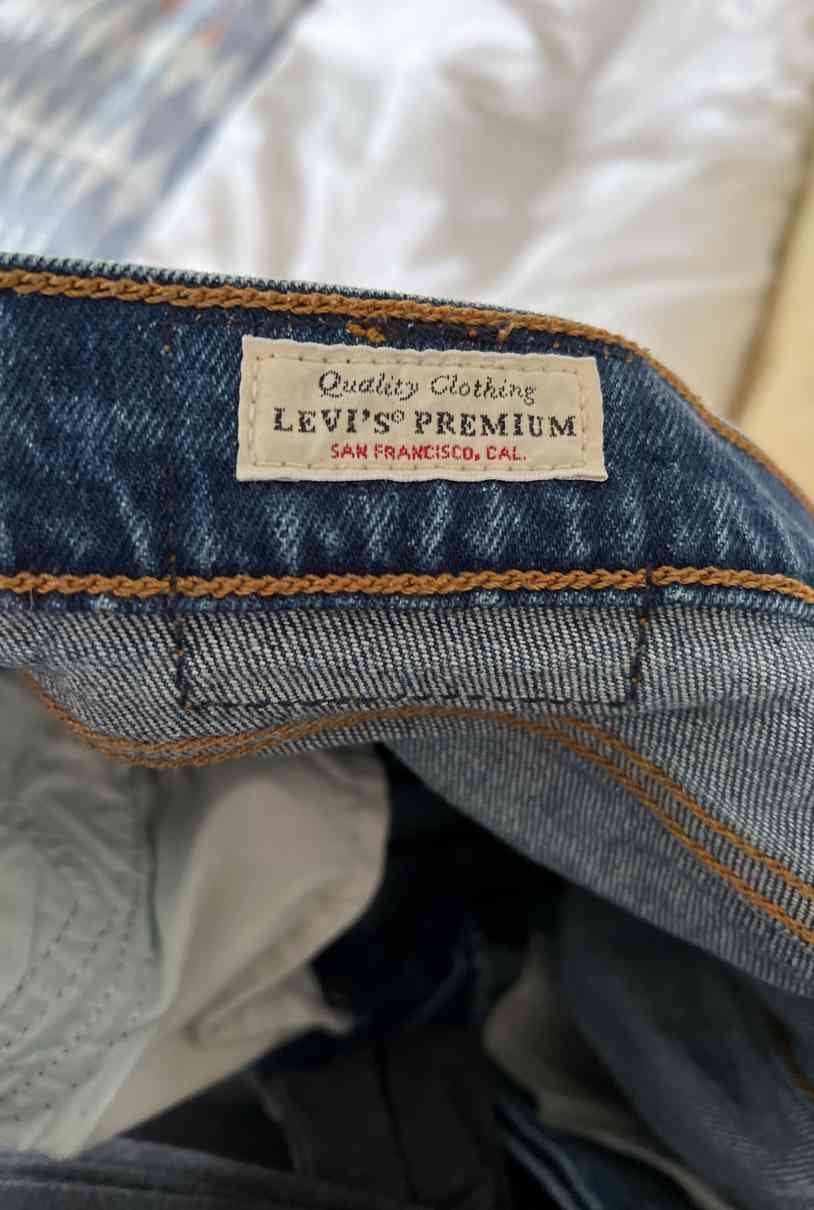 Quality Clothing
LEVI'S® PREMIUM
SAN FRANCISCO, CAL.